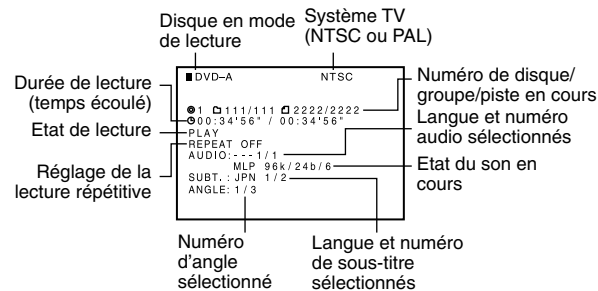 Disque en mode
de lecture
Système TV
(NTSC ou PAL)
Durée de lecture
(temps écoulé)
Etat de lecture
Réglage de la
lecture répétitive
DVD–A NTSC
1 111/111 2222/2222
00:34'56" / 00:34'56"
PLAY
REPEAT OFF
AUDIO:---1/1
MLP 96k/24b/6
SUBT.:JPN 1/2
ANGLE:1/3
Numéro de disque/
groupe/piste en cours
Langue et numéro
audio sélectionnés
Etat du son en
cours
Numéro
d'angle
sélectionné
Langue et numéro
de sous-titre
sélectionnés